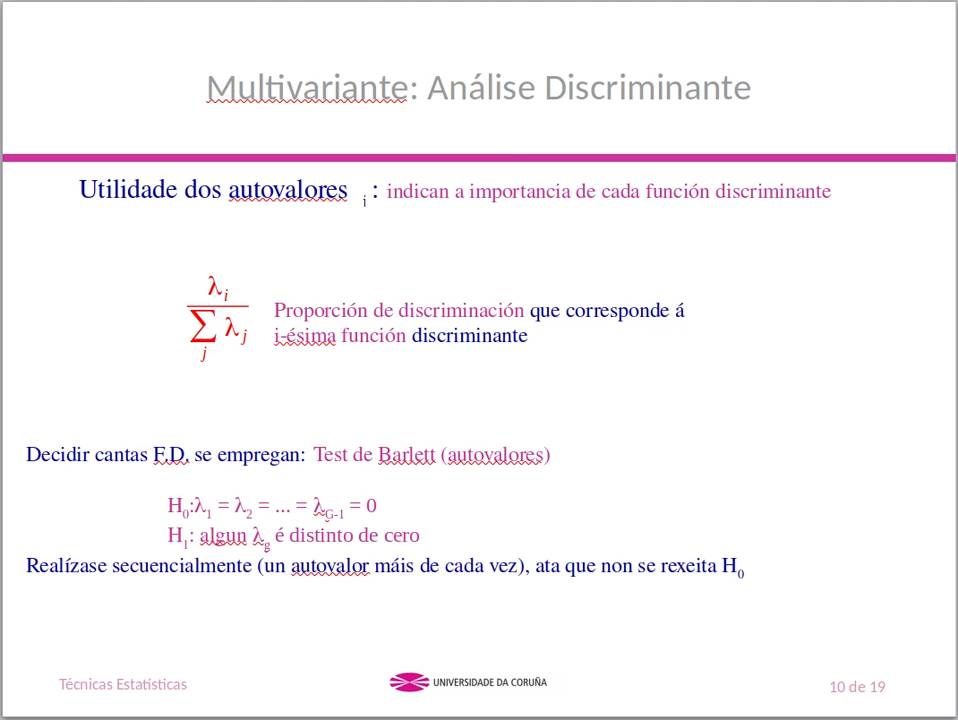 Multivariante: Análise Discriminante
Utilidade dos autovalores i : indican a importancia de cada función discriminante
λi
∑j λj
Proporción de discriminación que corresponde á
i-ésima función discriminante
Decidir cantas F.D. se empregan: Test de Barlett (autovalores)
H0:λ1 = λ2 = ... = λG-1 = 0
H1: algun λg é distinto de cero
Realízase secuencialmente (un autovalor máis de cada vez), ata que non se rexeita H0
Técnicas Estatísticas
UNIVERSIDADE DA CORUÑA
10 de 19